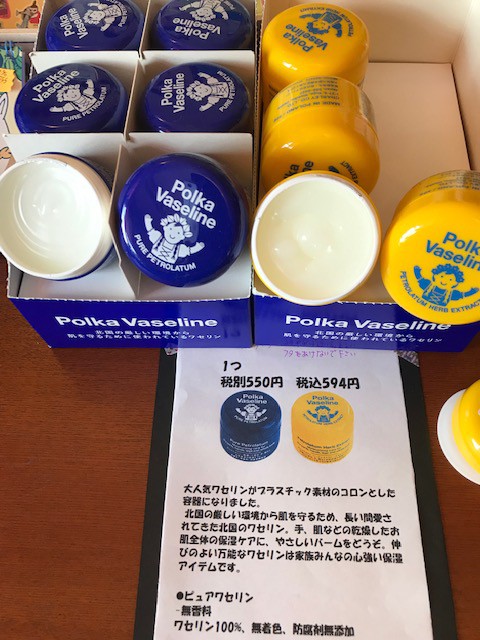 Polka
Vaseline
Polka
Vaseline
Polka
Vaseline
Polka
Vaseline
PURE PETROLATUM
Polka
Vaseline
PURE PETROLATUM
Polka
Vaseline
PURE PETROLATUM
MADE IN POLAND
Polka
Vaseline
PETROLATUM HERB EXTRACT
Polka Vaseline
北国の厳しい環境から
肌を守るために使われているワセリン
Polka Vaseline
北国の厳しい環境から
肌を守るために使われているワセリン
フタをあけないで下さい
1つ
税別550円 税込594円
Polka
Vaseline
Pure Petrolatum
Polka
Vaseline
大人気ワセリンがプラスチック素材のコロンとした
容器になりました。
北国の厳しい環境から肌を守るため、長い間愛さ
れてきた北国のワセリン。手、肌などの乾燥したお
肌全体の保湿ケアに、やさしいバームをどうぞ。伸
びのよい万能なワセリンは家族みんなの心強い保湿
アイテムです。
●ピュアワセリン
-無香料
ワセリン100%、無着色、防腐剤無添加